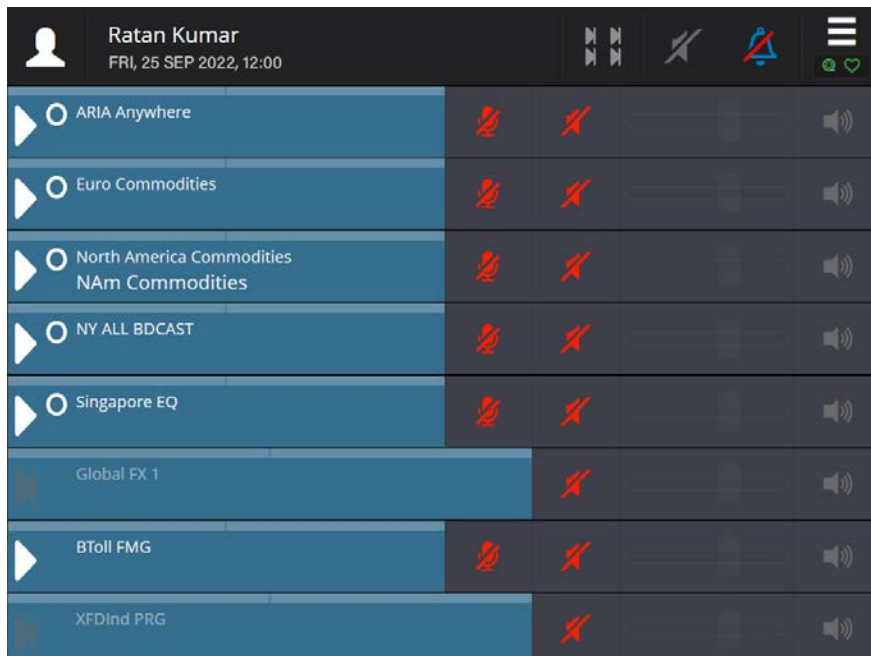 Ratan Kumar
FRI, 25 SEP 2022, 12:00
ARIA Anywhere
Euro Commodities
North America Commodities
NAm Commodities
NY ALL BDCAST
Singapore EQ
Global FX 1
BToll FMG
XFDInd PRG